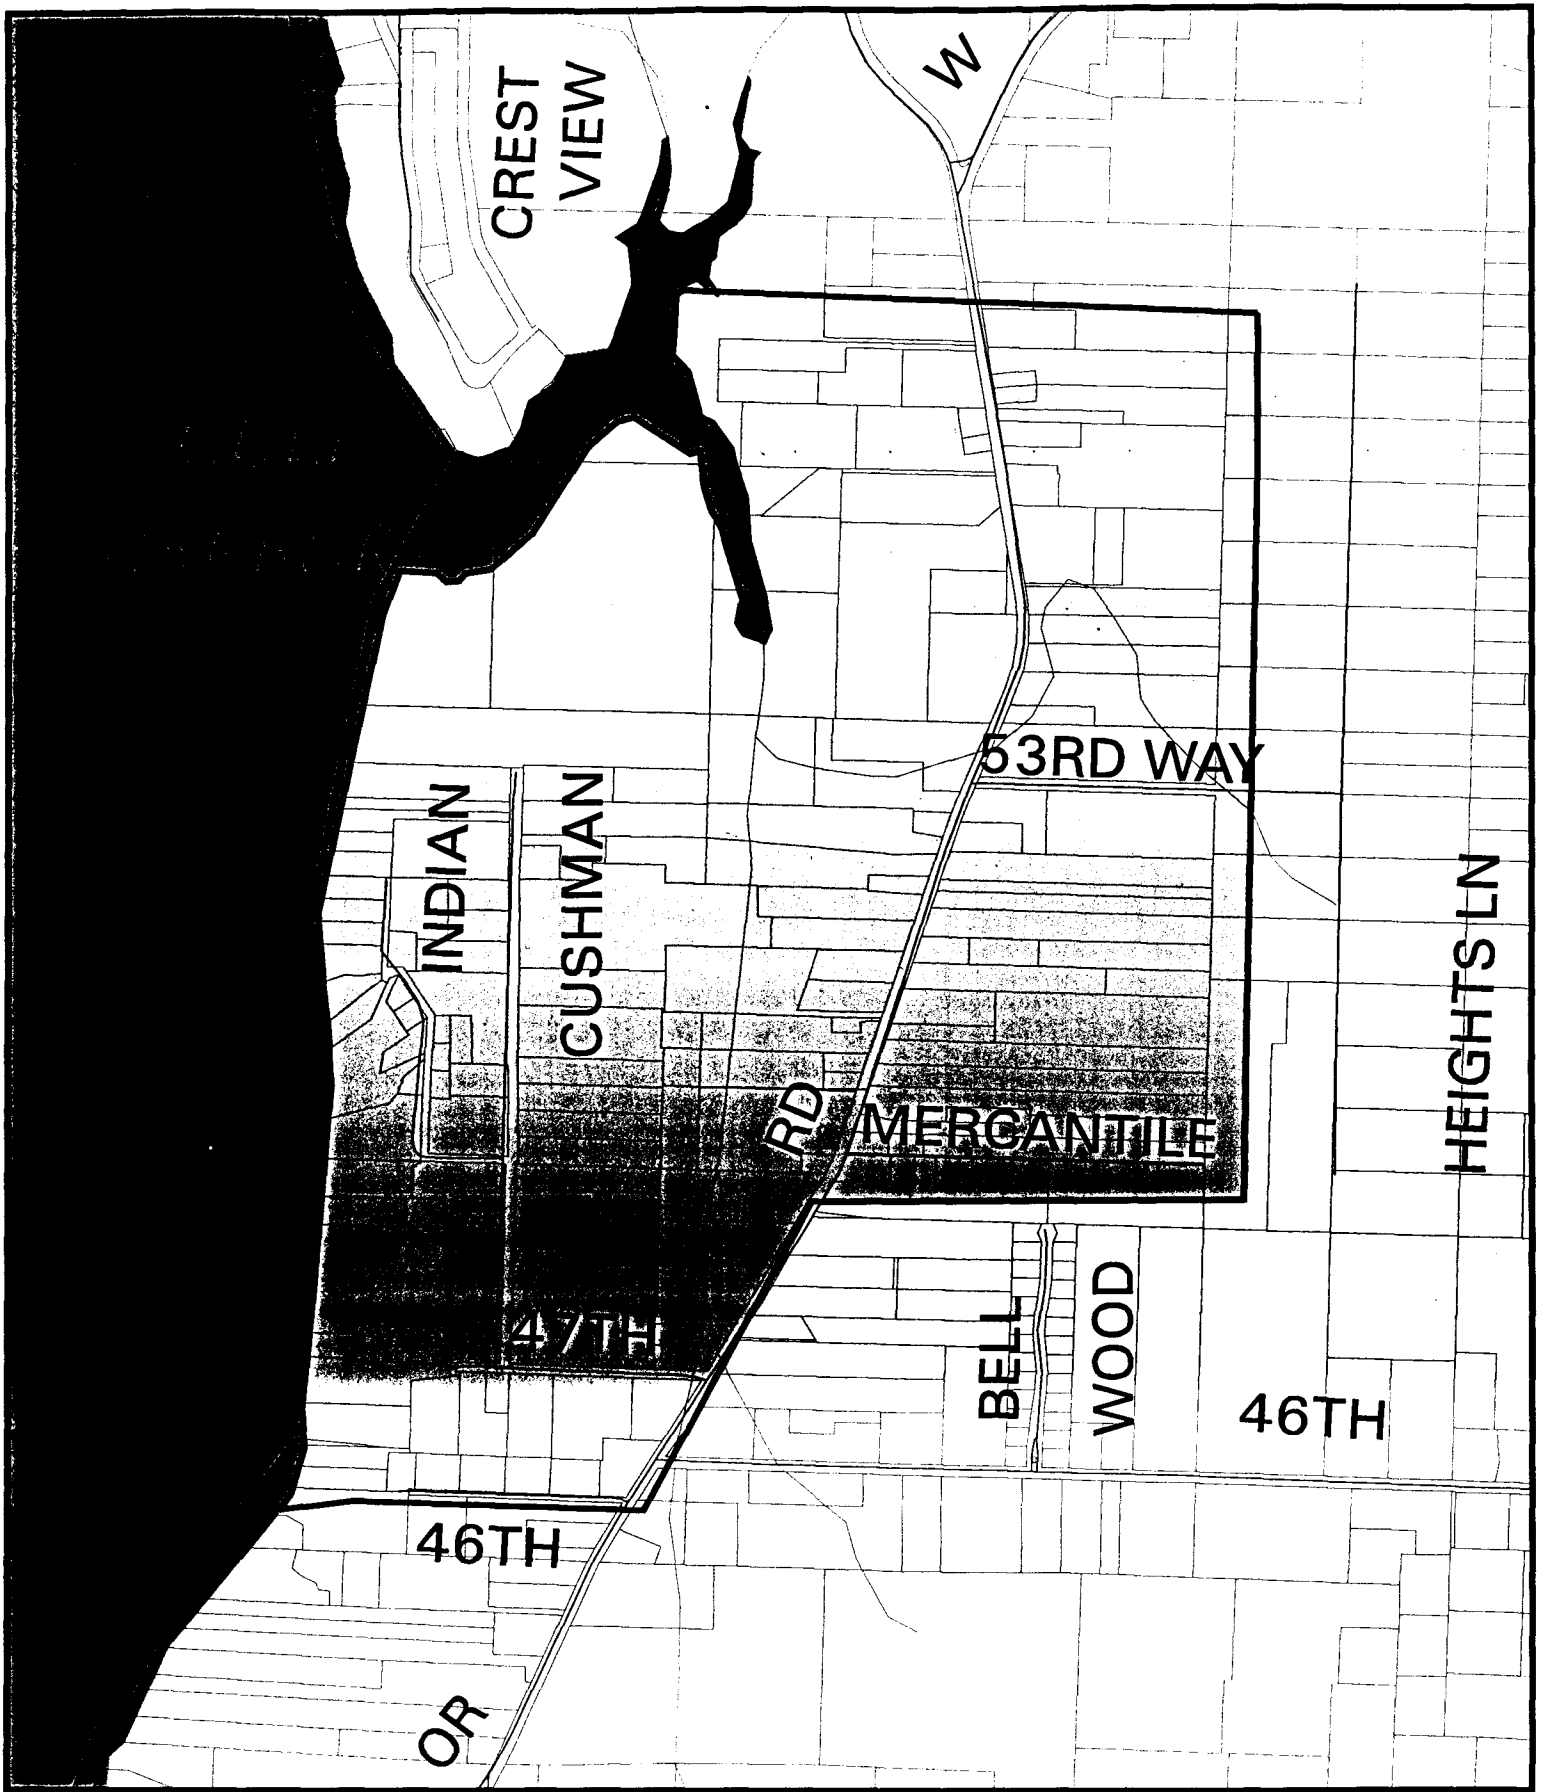 W
CREST
VIEW
53RD WAY
INDIAN
CUSHMAN
HEIGHTS LN
RD
MERCANTILE
47TH
BELL
WOOD
46TH
46TH
OR